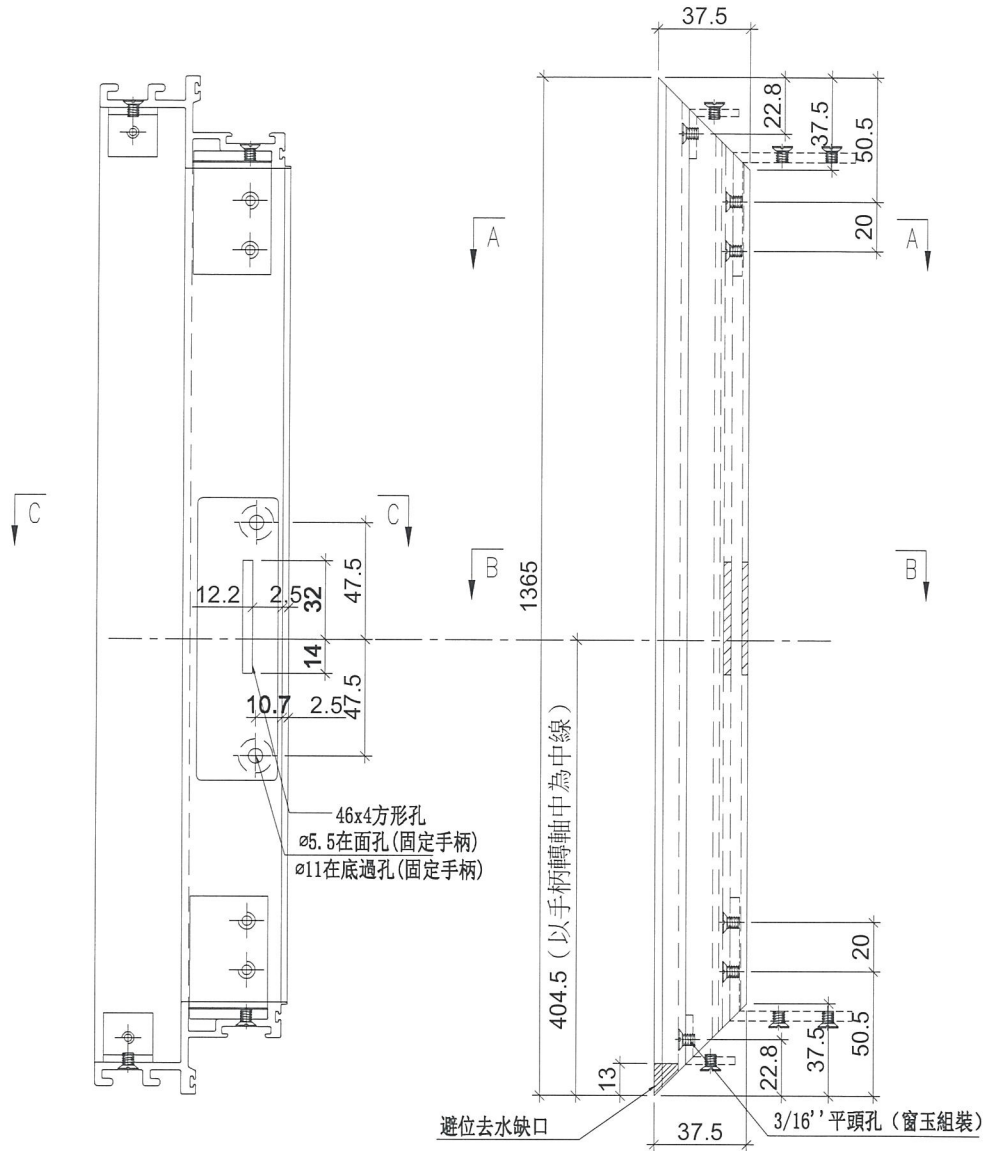 37.5
22.8
37.5
50.5
20
A
A
C
C
B
B
1365
47.5
12.2
2.5
32
14
10.7
2.5
47.5
46x4方形孔
ø5.5在面孔(固定手柄)
ø11在底過孔(固定手柄)
404.5 (以手柄轉軸中為中線)
20
50.5
37.5
22.8
13
避位去水缺口
37.5
3/16''平頭孔(窗玉組裝)